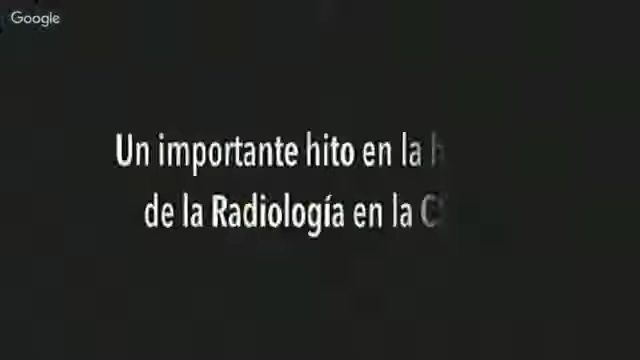 Google
Un importante hito en la
de la Radiología en la